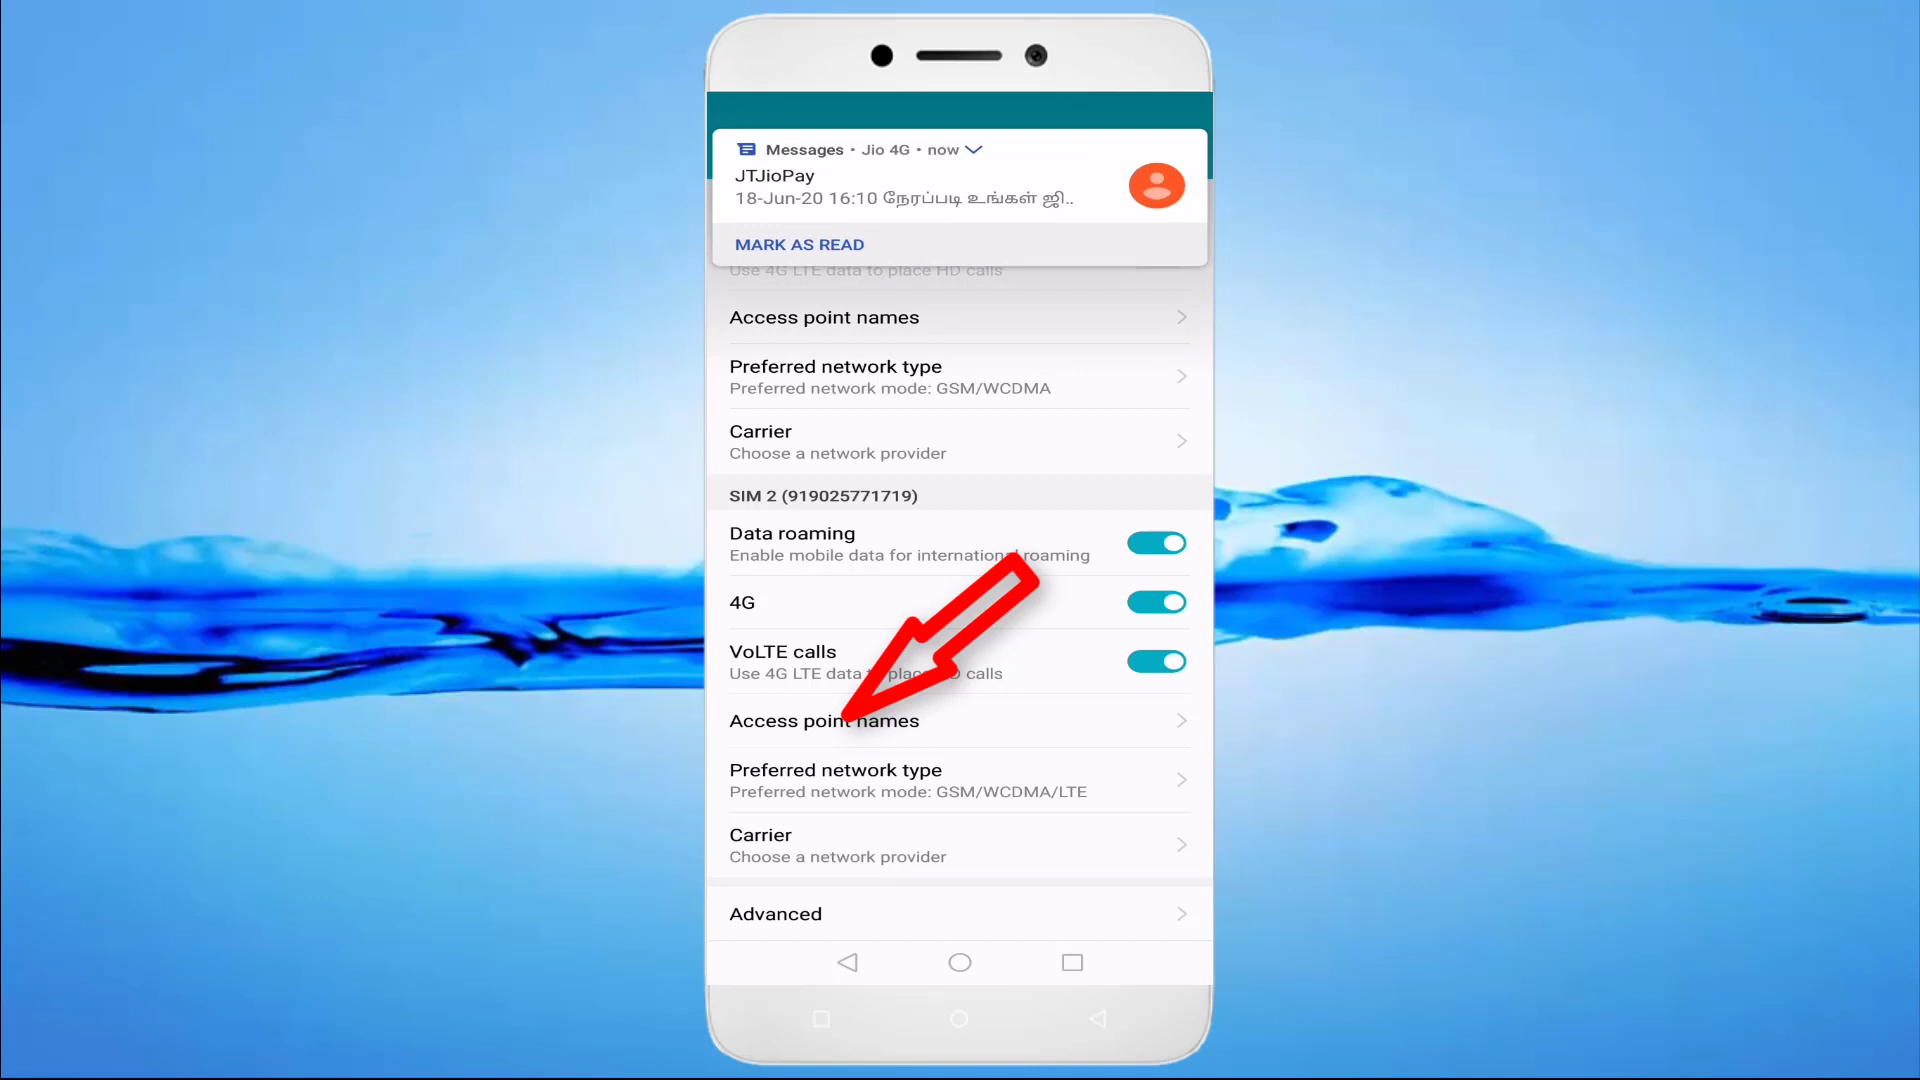 Messages • Jio 4G • now
JTJioPay
18-Jun-20 16:10 நேரப்படி உங்கள் ஜி..
MARK AS READ
Use 4G LTE data to place HD calls
Access point names
Preferred network type
Preferred network mode: GSM/WCDMA
Carrier
Choose a network provider
SIM 2 (919025771719)
Data roaming
Enable mobile data for international roaming
4G
VoLTE calls
Use 4G LTE data to place HD calls
Access point names
Preferred network type
Preferred network mode: GSM/WCDMA/LTE
Carrier
Choose a network provider
Advanced